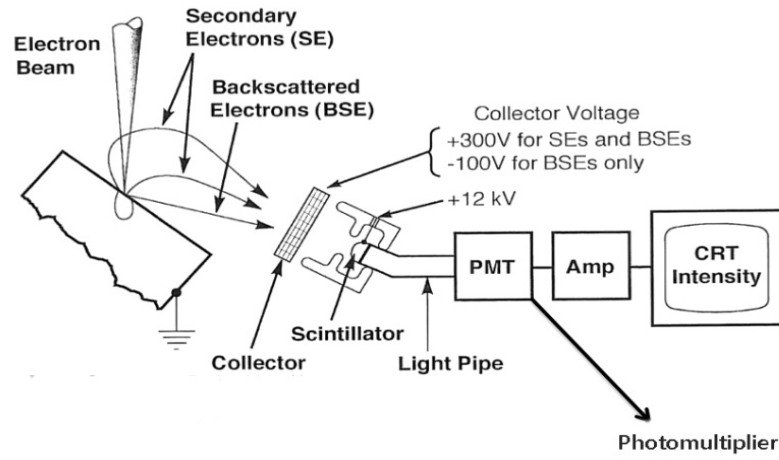 Secondary
Electrons (SE)
Electron
Beam
Backscattered
Electrons (BSE)
Collector Voltage
+300V for SEs and BSEs
-100V for BSEs only
+12 kV
PMT
Amp
CRT
Intensity
Scintillator
Collector
Light Pipe
Photomultiplier